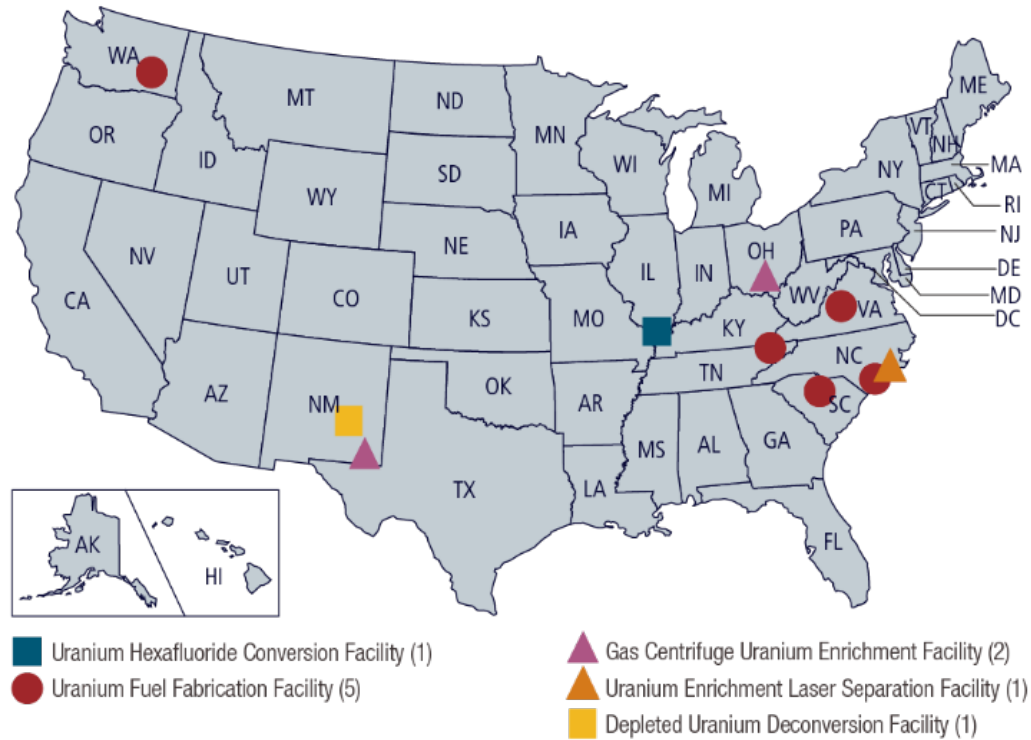 WA
MT
ND
MN
ME
VT
NH
OR
ID
SD
WI
NY
MA
WY
MI
CT
RI
IA
PA
NJ
NE
OH
NV
UT
IL
IN
DE
CA
CO
WV
MD
VA
DC
KS
MO
KY
NC
TN
OK
AZ
NM
AR
SC
MS
AL
GA
TX
LA
FL
AK
HI
Uranium Hexafluoride Conversion Facility (1)
Uranium Fuel Fabrication Facility (5)
Gas Centrifuge Uranium Enrichment Facility (2)
Uranium Enrichment Laser Separation Facility (1)
Depleted Uranium Deconversion Facility (1)